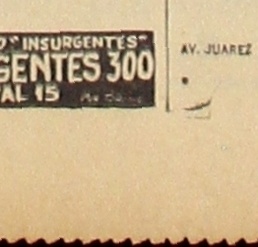 " INSURGENTES"
GENTES 300
AL 15
AV. JUAREZ